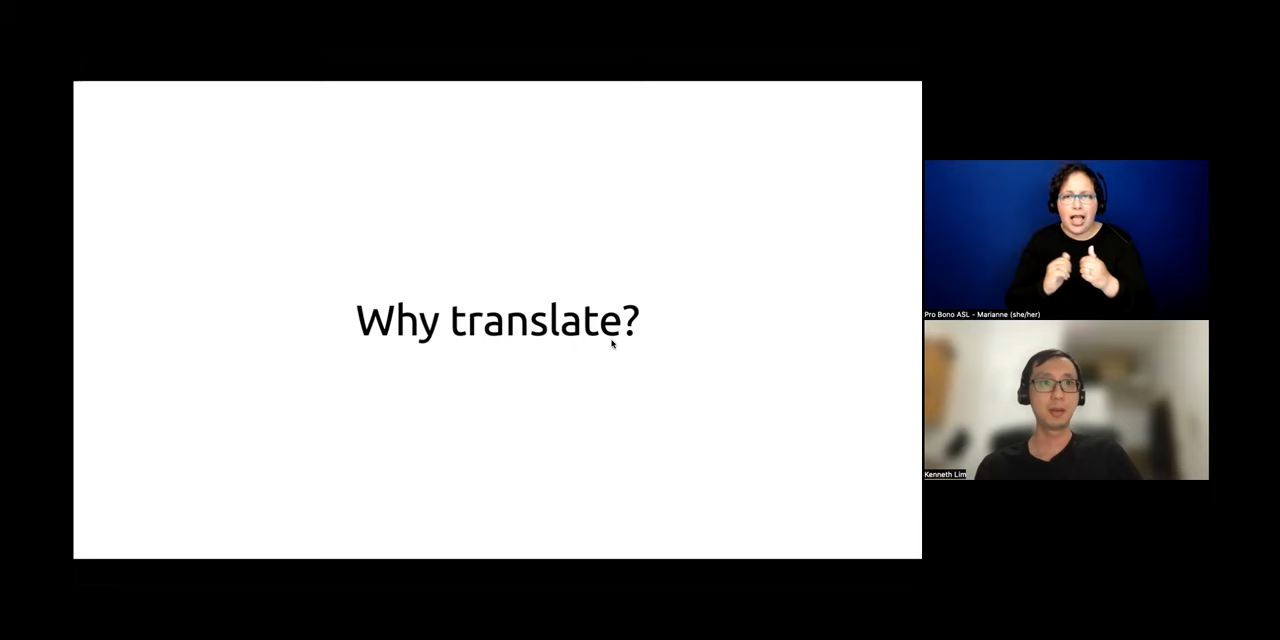 Why translate?
Pro Bono ASL - Marianne (she/her)
Kenneth Lim